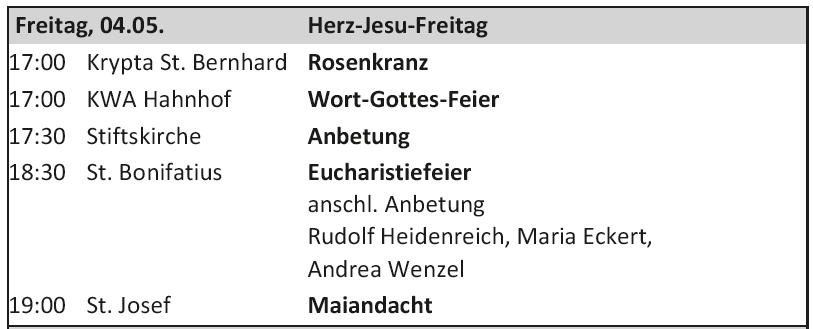 Freitag, 04.05. Herz-Jesu-Freitag
17:00 Krypta St. Bernhard Rosenkranz
17:00 KWA Hahnhof Wort-Gottes-Feier
17:30 Stiftskirche Anbetung
18:30 St. Bonifatius Eucharistiefeier
anschl. Anbetung
Rudolf Heidenreich, Maria Eckert,
Andrea Wenzel
19:00 St. Josef Maiandacht